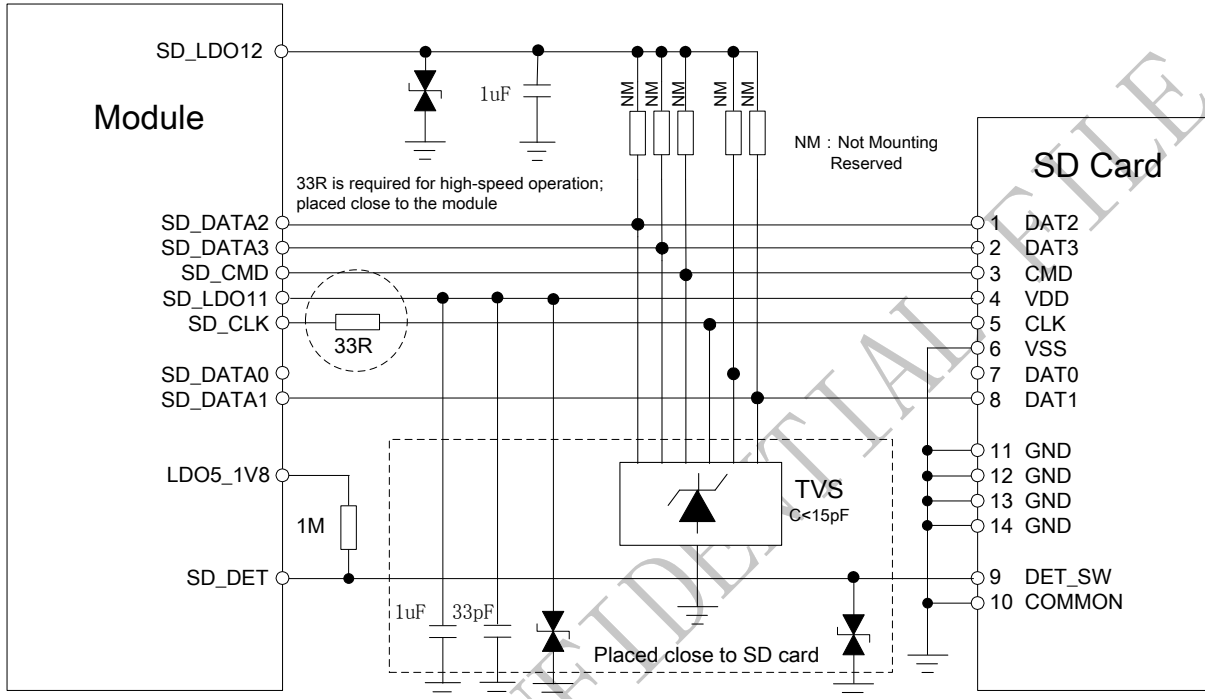 SD_LDO12
Module
1uF
NM
NM
NM
NM
NM
NM : Not Mounting
Reserved
SD Card
33R is required for high-speed operation;
placed close to the module
SD_DATA2
SD_DATA3
SD_CMD
SD_LDO11
SD_CLK
33R
SD_DATA0
SD_DATA1
1 DAT2
2 DAT3
3 CMD
4 VDD
5 CLK
6 VSS
7 DAT0
8 DAT1
11 GND
12 GND
13 GND
14 GND
LDO5_1V8
1M
SD_DET
TVS
C<15pF
9 DET_SW
10 COMMON
1uF
33pF
Placed close to SD card
FIDENTIAL FILE